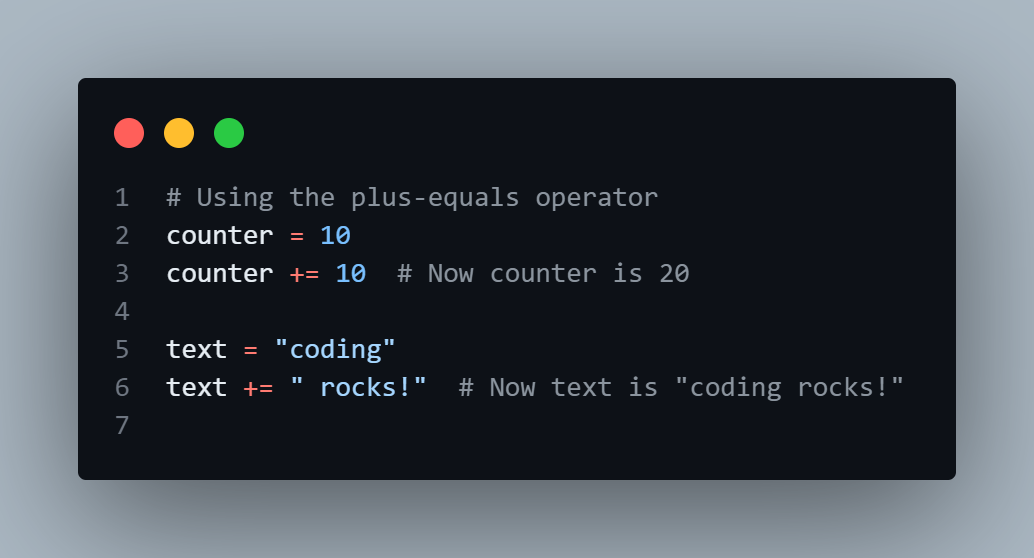 1 # Using the plus-equals operator
2 counter = 10
3 counter += 10  # Now counter is 20
4
5 text = "coding"
6 text += " rocks!"  # Now text is "coding rocks!"
7